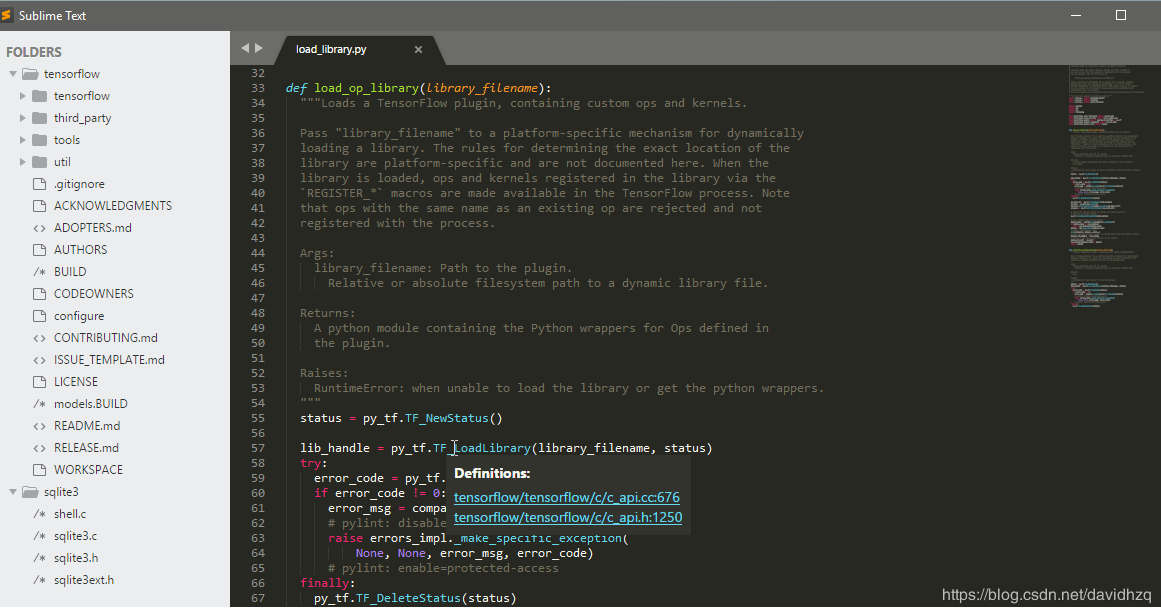 Sublime Text
FOLDERS
tensorflow
tensorflow
third_party
tools
util
.gitignore
ACKNOWLEDGMENTS
ADOPTERS.md
AUTHORS
/* BUILD
CODEOWNERS
configure
CONTRIBUTING.md
ISSUE_TEMPLATE.md
LICENSE
/* models.BUILD
README.md
RELEASE.md
WORKSPACE
sqlite3
/* shell.c
/* sqlite3.c
/* sqlite3.h
/* sqlite3ext.h
load_library.py
32
33 def load_op_library(library_filename):
34 """Loads a TensorFlow plugin, containing custom ops and kernels.
35
36 Pass "library_filename" to a platform-specific mechanism for dynamically
37 loading a library. The rules for determining the exact location of the
38 library are platform-specific and are not documented here. When the
39 library is loaded, ops and kernels registered in the library via the
40 `REGISTER_*` macros are made available in the TensorFlow process. Note
41 that ops with the same name as an existing op are rejected and not
42 registered with the process.
43
44 Args:
45 library_filename: Path to the plugin.
46 Relative or absolute filesystem path to a dynamic library file.
47
48 Returns:
49 A python module containing the Python wrappers for Ops defined in
50 the plugin.
51
52 Raises:
53 RuntimeError: when unable to load the library or get the python wrappers.
54 """
55 status = py_tf.TF_NewStatus()
56
57 lib_handle = py_tf.TF_LoadLibrary(library_filename, status)
58 try:
59 error_code = py_tf.
60 if error_code != 0:
61 error_msg = compa
62 # pylint: disable
63 raise errors_impl._make_specific_exception(
64 None, None, error_msg, error_code)
65 # pylint: enable=protected-access
66 finally:
67 py_tf.TF_DeleteStatus(status)
Definitions:
tensorflow/tensorflow/c/c_api.cc:676
tensorflow/tensorflow/c/c_api.h:1250
https://blog.csdn.net/davidhzq